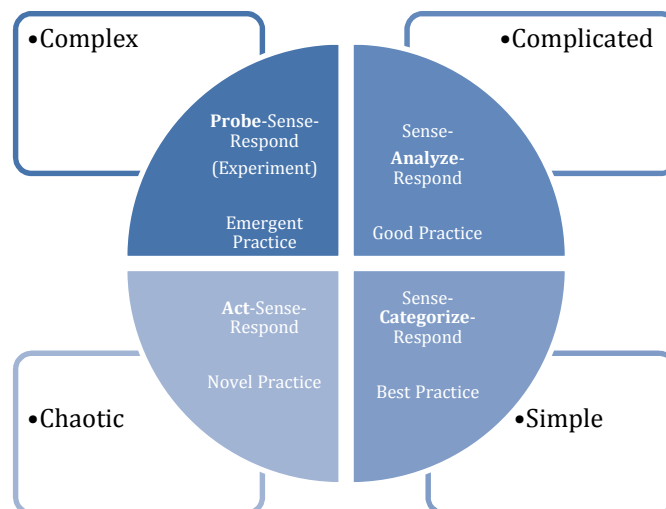 •Complex
•Complicated
Probe-Sense-
Respond
(Experiment)
Emergent
Practice
Sense-
Analyze-
Respond
Good Practice
Act-Sense-
Respond
Novel Practice
Sense-
Categorize-
Respond
Best Practice
•Chaotic
•Simple